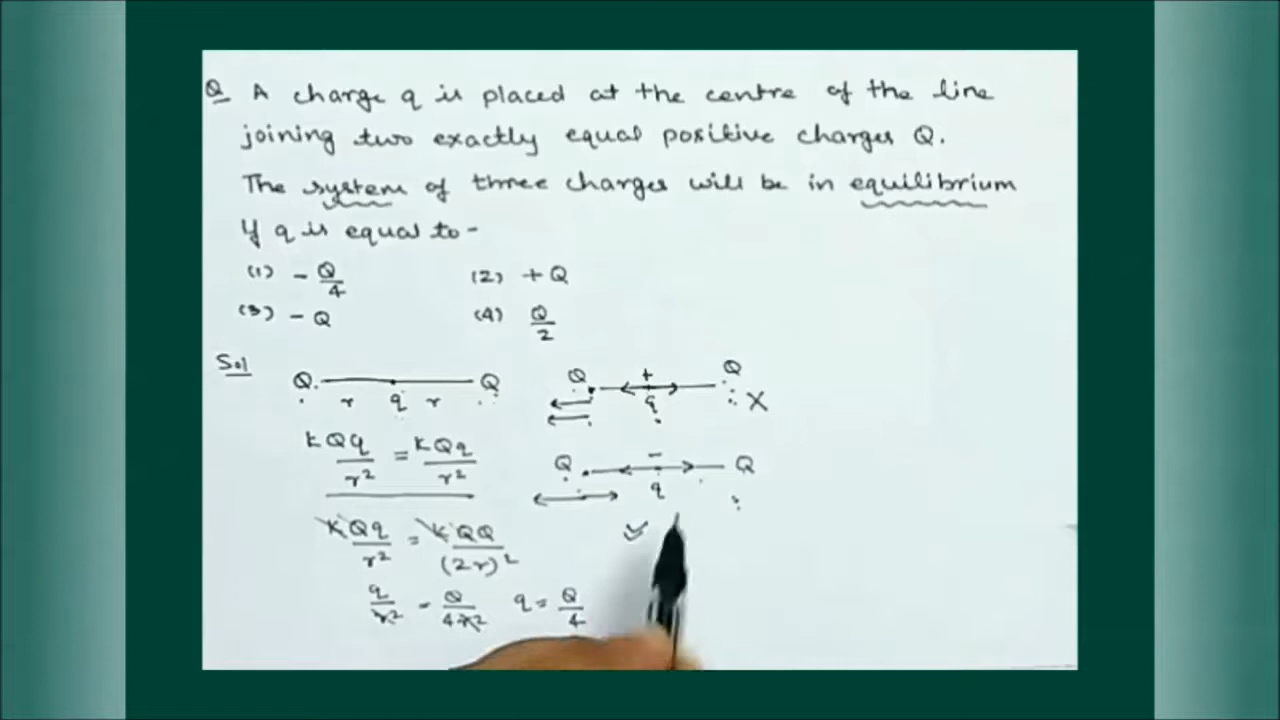 Q A charge q is placed at the centre of the line
joining two exactly equal positive charges Q.
The system of three charges will be in equilibrium
If q is equal to -
(1) - Q/4 (2) + Q
(3) - Q (4) Q/2
Sol
Q r q r Q
Q + q Q X
kQq/r² = kQq/r²
Q - q Q
kQq/r² = kQQ/(2r)²
q/r² = Q/4r² q = Q/4